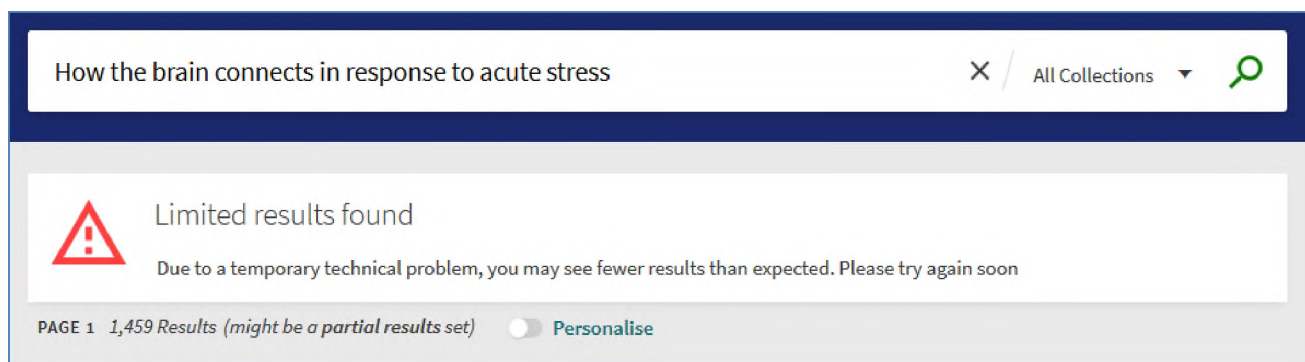 How the brain connects in response to acute stress
All Collections
Limited results found
Due to a temporary technical problem, you may see fewer results than expected. Please try again soon
PAGE 1 1,459 Results (might be a partial results set) Personalise